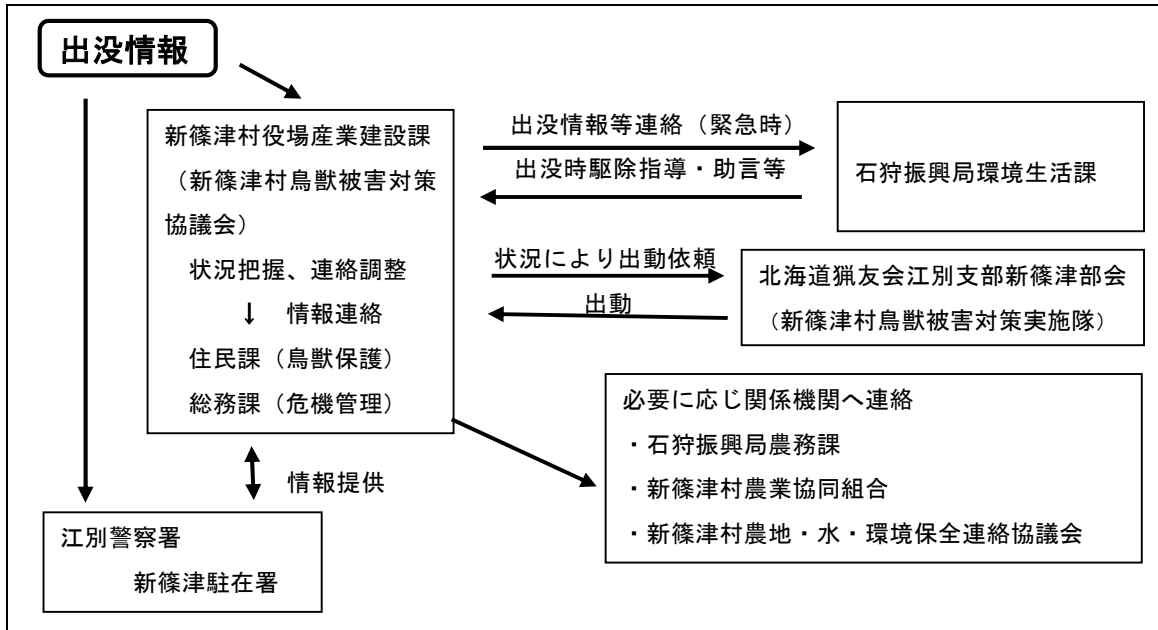 出没情報
新篠津村役場産業建設課
（新篠津村鳥獣被害対策
協議会）
状況把握、連絡調整
↓　情報連絡
住民課（鳥獣保護）
総務課（危機管理）
出没情報等連絡（緊急時）
出没時駆除指導・助言等
石狩振興局環境生活課
状況により出動依頼
出動
北海道猟友会江別支部新篠津部会
（新篠津村鳥獣被害対策実施隊）
必要に応じ関係機関へ連絡
・石狩振興局農務課
・新篠津村農業協同組合
・新篠津村農地・水・環境保全連絡協議会
情報提供
江別警察署
新篠津駐在署